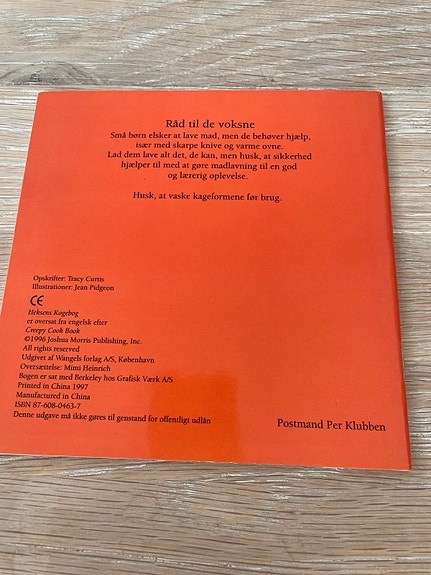 Råd til de voksne
Små børn elsker at lave mad, men de behøver hjælp,
især med skarpe knive og varme ovne.
Lad dem lave alt det, de kan, men husk, at sikkerhed
hjælper til med at gøre madlavning til en god
og lærerig oplevelse.
Husk, at vaske kageformene før brug.
Opskrifter: Tracy Curtis
Illustrationer: Jean Pidgeon
CE
Heksens Kogebog
er oversat fra engelsk efter
Creepy Cook Book
©1996 Joshua Morris Publishing, Inc.
All rights reserved
Udgivet af Wangels forlag A/S, København
Oversættelse: Mimi Heinrich
Bogen er sat med Berkeley hos Grafisk Værk A/S
Printed in China 1997
Manufactured in China
ISBN 87-608-0463-7
Denne udgave må ikke gøres til genstand for offentligt udlån
Postmand Per Klubben